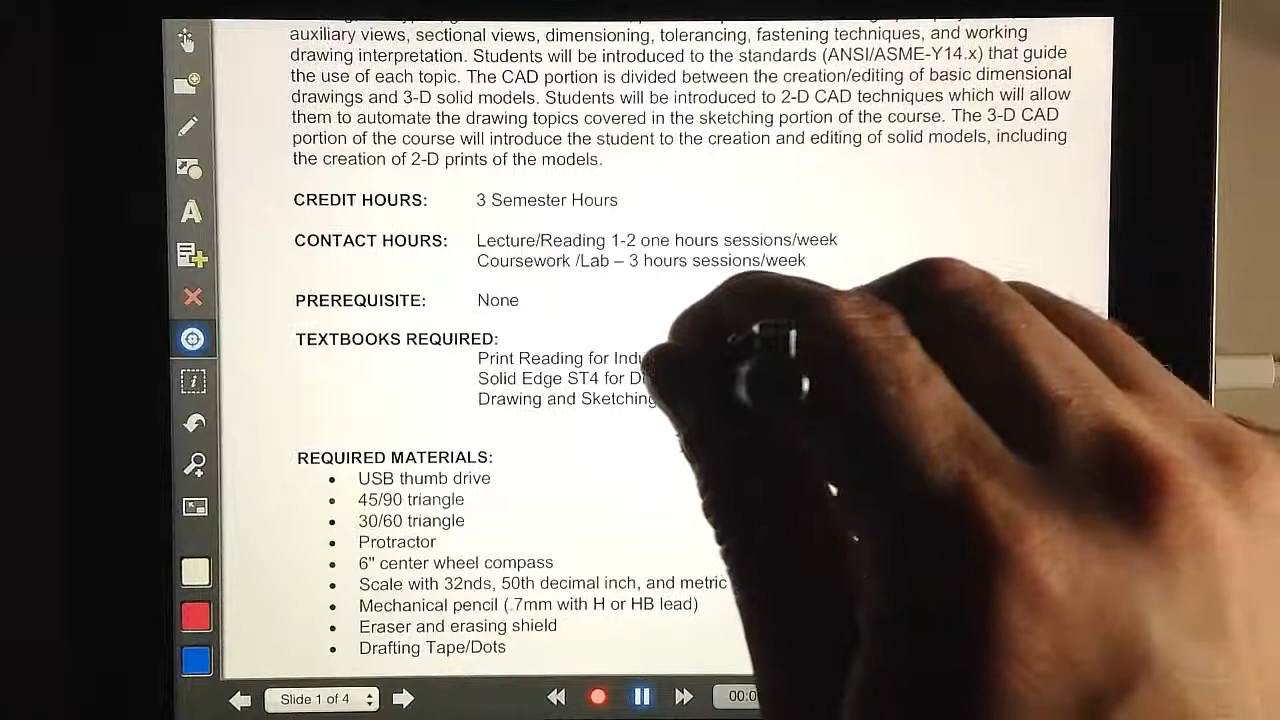 auxiliary views, sectional views, dimensioning, tolerancing, fastening techniques, and working
drawing interpretation. Students will be introduced to the standards (ANSI/ASME-Y14.x) that guide
the use of each topic. The CAD portion is divided between the creation/editing of basic dimensional
drawings and 3-D solid models. Students will be introduced to 2-D CAD techniques which will allow
them to automate the drawing topics covered in the sketching portion of the course. The 3-D CAD
portion of the course will introduce the student to the creation and editing of solid models, including
the creation of 2-D prints of the models.
CREDIT HOURS: 3 Semester Hours
CONTACT HOURS: Lecture/Reading 1-2 one hours sessions/week
Coursework /Lab – 3 hours sessions/week
PREREQUISITE: None
TEXTBOOKS REQUIRED:
Print Reading for
Solid Edge ST4 for
Drawing and Sketching
REQUIRED MATERIALS:
• USB thumb drive
• 45/90 triangle
• 30/60 triangle
• Protractor
• 6" center wheel compass
• Scale with 32nds, 50th decimal inch, and metric
• Mechanical pencil (.7mm with H or HB lead)
• Eraser and erasing shield
• Drafting Tape/Dots
Slide 1 of 4